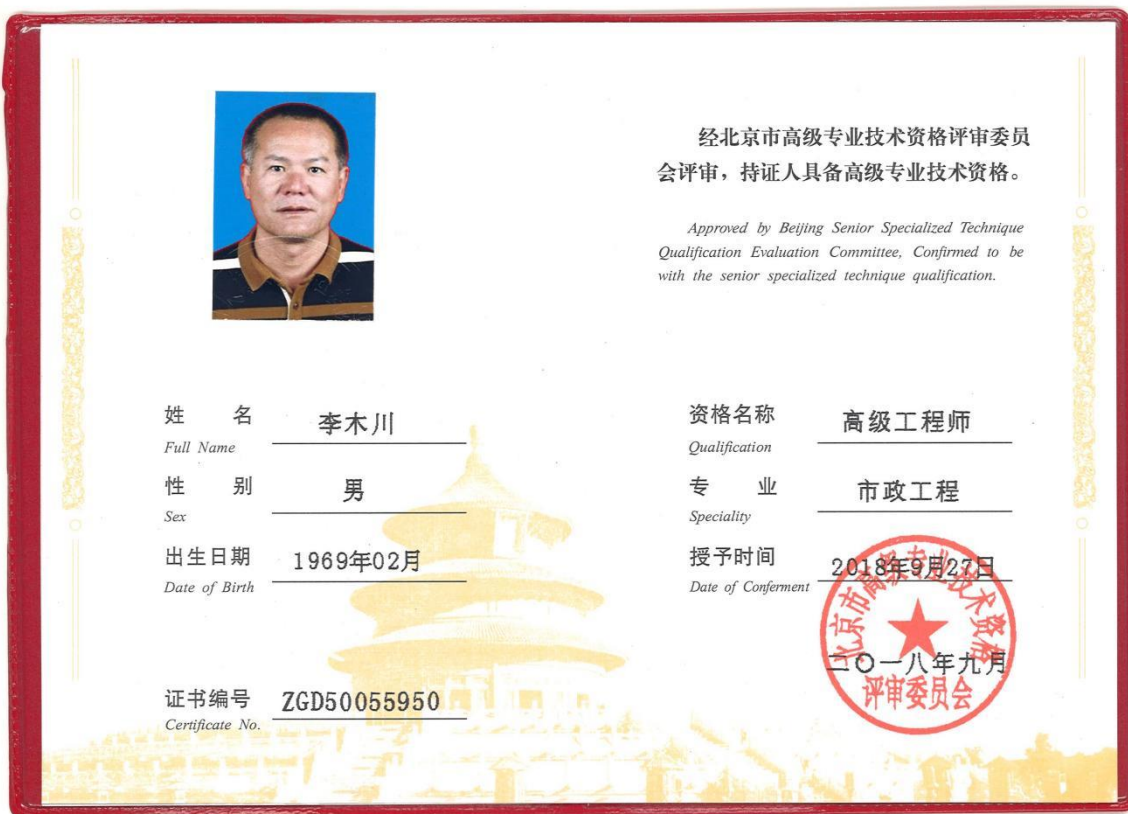 经北京市高级专业技术资格评审委员
会评审，持证人具备高级专业技术资格。
Approved by Beijing Senior Specialized Technique
Qualification Evaluation Committee, Confirmed to be
with the senior specialized technique qualification.
姓 名 李木川
Full Name
性 别 男
Sex
出生日期 1969年02月
Date of Birth
证书编号 ZGD50055950
Certificate No.
资格名称 高级工程师
Qualification
专 业 市政工程
Speciality
授予时间 2018年9月27日
Date of Conferment
北京市高级专业技术资格
二〇一八年九月
评审委员会